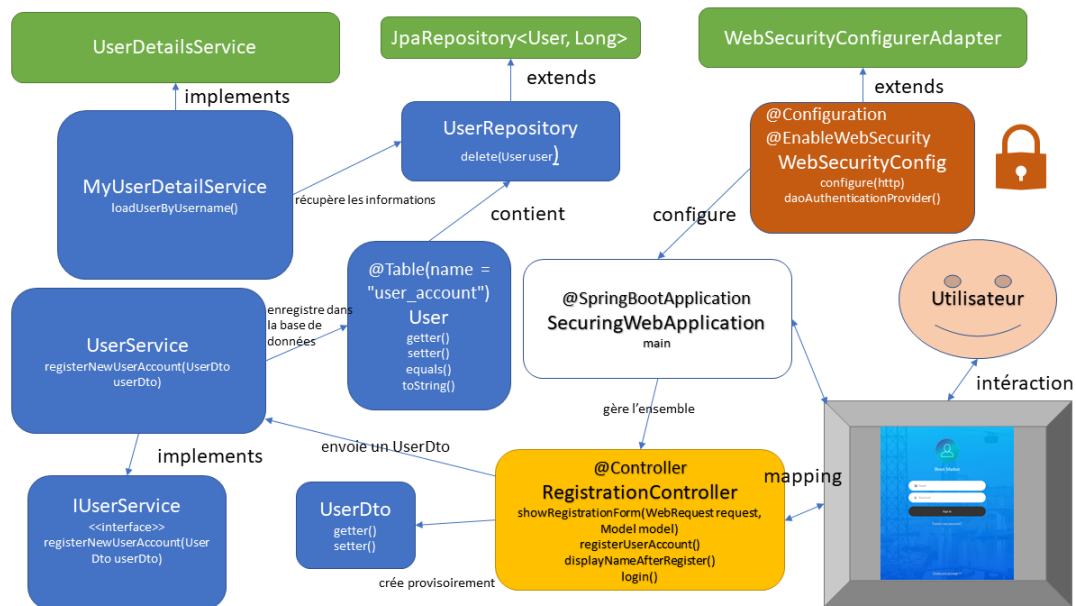 UserDetailsService
JpaRepository<User, Long>
WebSecurityConfigurerAdapter
implements
extends
extends
MyUserDetailService
loadUserByUsername()
UserRepository
delete(User user)
@Configuration
@EnableWebSecurity
WebSecurityConfig
configure(http)
daoAuthenticationProvider()
récupère les informations
contient
configure
@Table(name =
"user_account")
User
getter()
setter()
equals()
toString()
@SpringBootApplication
SecuringWebApplication
main
Utilisateur
enregistre dans
la base de
données
UserService
registerNewUserAccount(UserDto
userDto)
intéraction
gère l'ensemble
implements
envoie un UserDto
mapping
IUserService
<<interface>>
registerNewUserAccount(User
Dto userDto)
UserDto
getter()
setter()
crée provisoirement
@Controller
RegistrationController
showRegistrationForm(WebRequest request,
Model model)
registerUserAccount()
displayNameAfterRegister()
login()